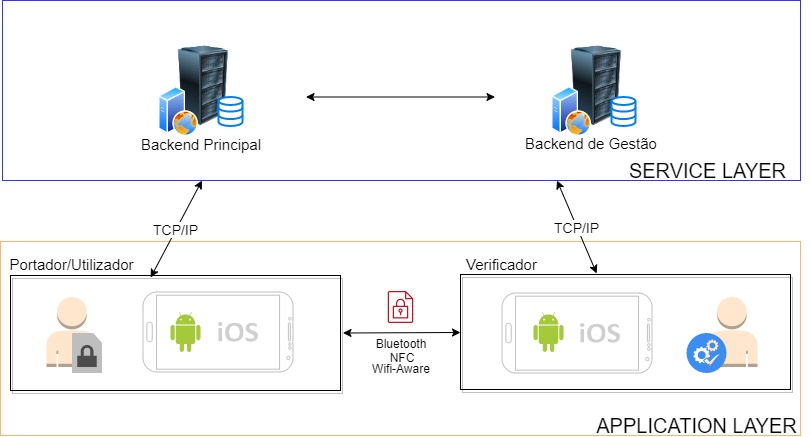 Backend Principal
Backend de Gestão
SERVICE LAYER
TCP/IP
TCP/IP
Portador/Utilizador
Verificador
iOS
iOS
Bluetooth
NFC
Wifi-Aware
APPLICATION LAYER